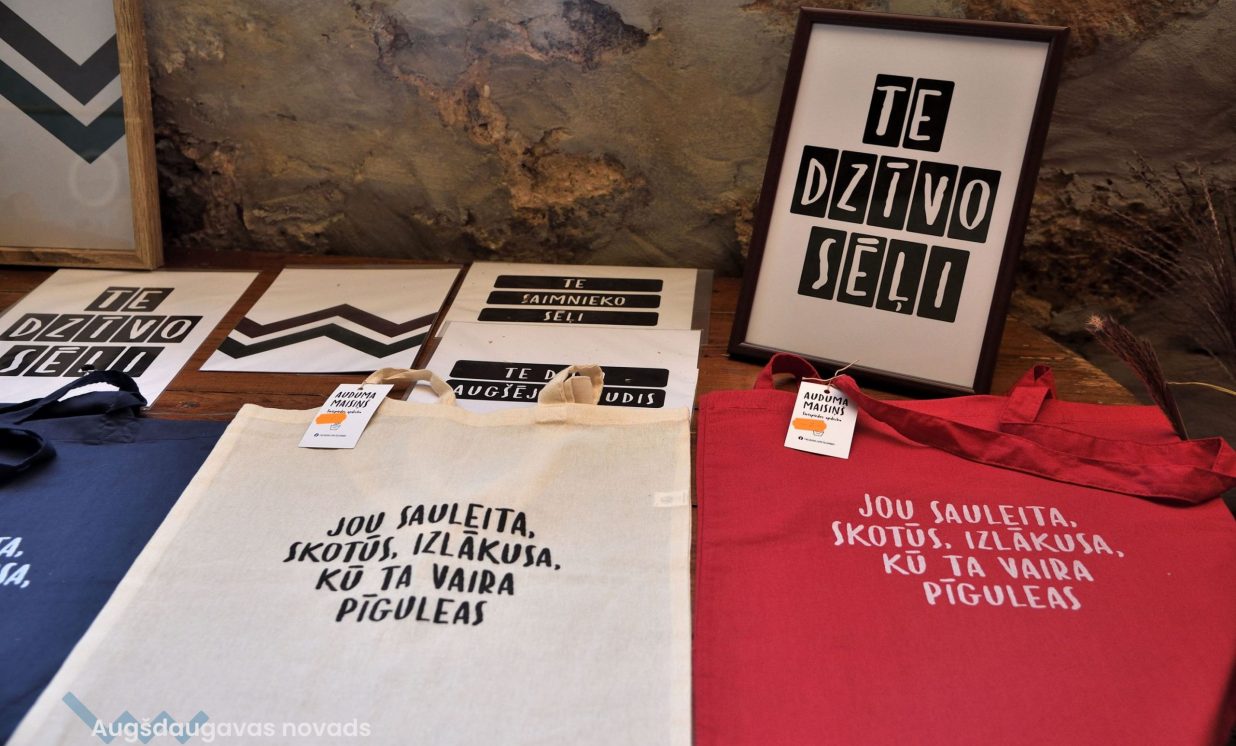 TE
DZĪVO
SĒĻI
TE
DZĪVO
SĒĻI
TE
SAIMNIEKO
SĒĻI
TE
AUDUMA
MAISIŅŠ
AUDUMA
MAISIŅŠ
JOU SAULEITA,
SKOTŪS, IZLĀKUSA,
KŪ TA VAIRA
PĪGULEAS
JOU SAULEITA,
SKOTŪS, IZLĀKUSA,
KŪ TA VAIRA
PĪGULEAS
Augšdaugavas novads